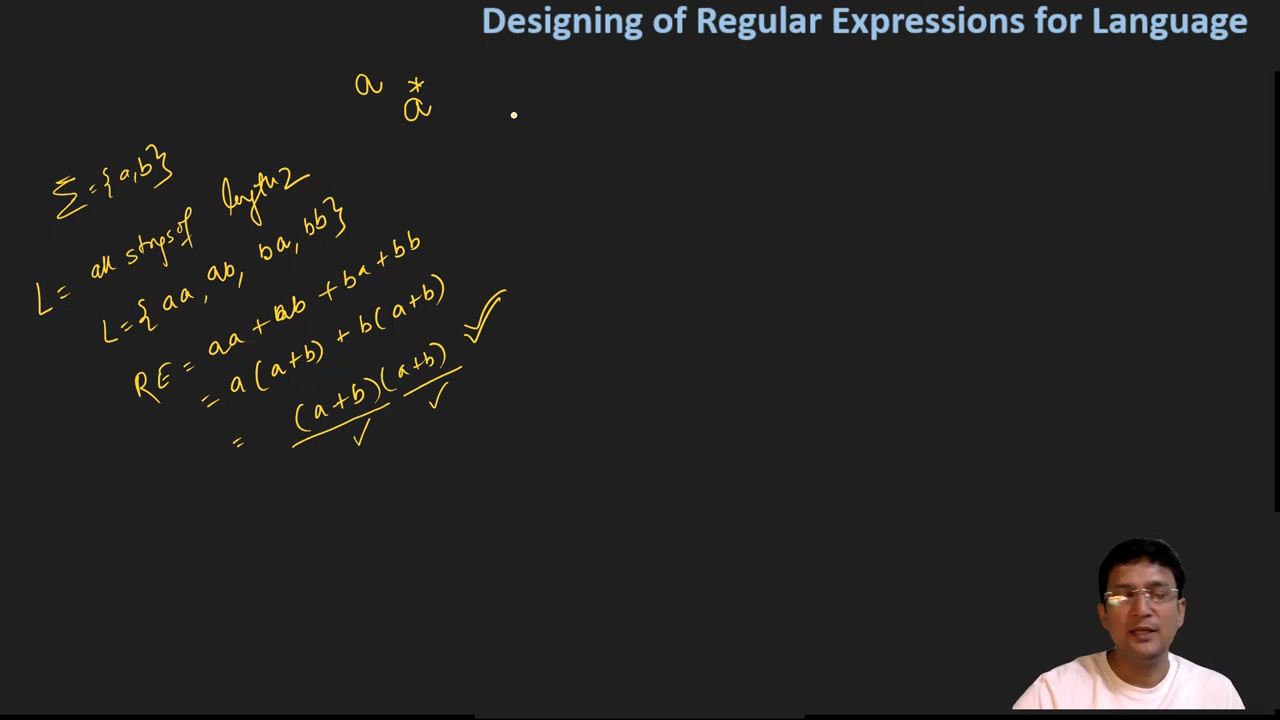 Designing of Regular Expressions for Language
a * a
Σ = {a,b}
L = all strgs of length 2
L = {aa, ab, ba, bb}
RE = aa + ab + ba + bb
= a(a+b) + b(a+b)
= (a+b)(a+b)